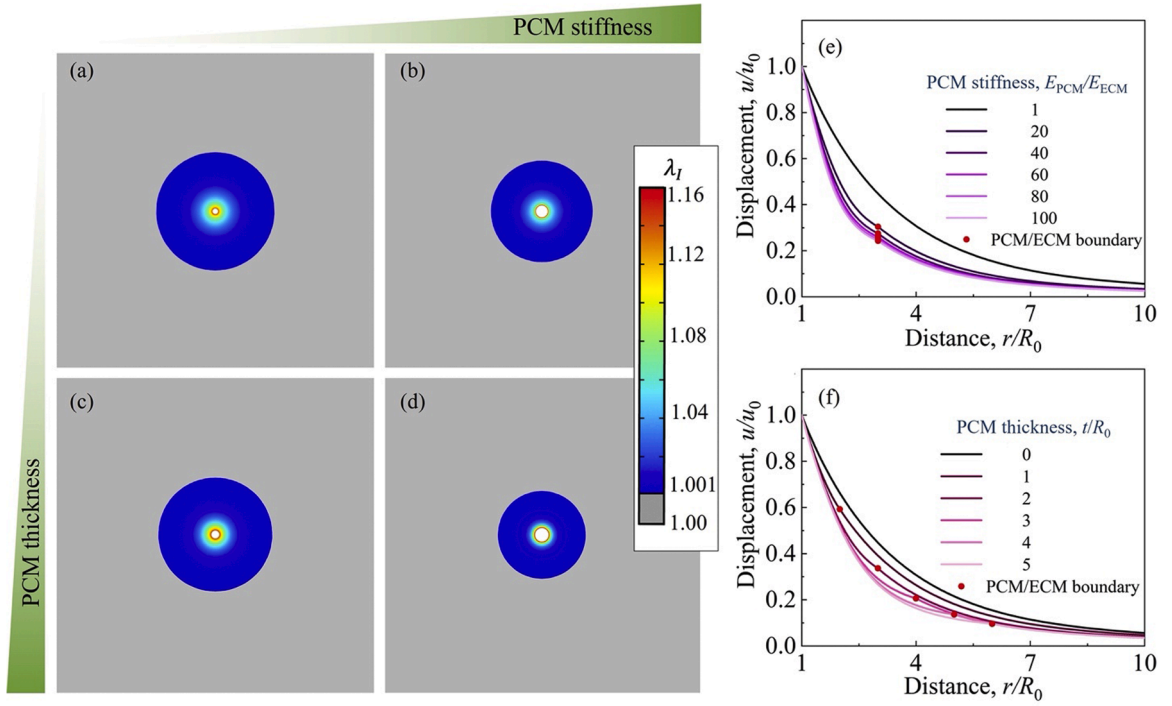 PCM stiffness
PCM thickness
(a)
(b)
(c)
(d)
λI
1.16
1.12
1.08
1.04
1.001
1.00
(e)
Displacement, u/u0
1.0
0.8
0.6
0.4
0.2
0.0
PCM stiffness, EPCM/EECM
1
20
40
60
80
100
PCM/ECM boundary
1
4
7
10
Distance, r/R0
(f)
Displacement, u/u0
1.0
0.8
0.6
0.4
0.2
0.0
PCM thickness, t/R0
0
1
2
3
4
5
PCM/ECM boundary
1
4
7
10
Distance, r/R0